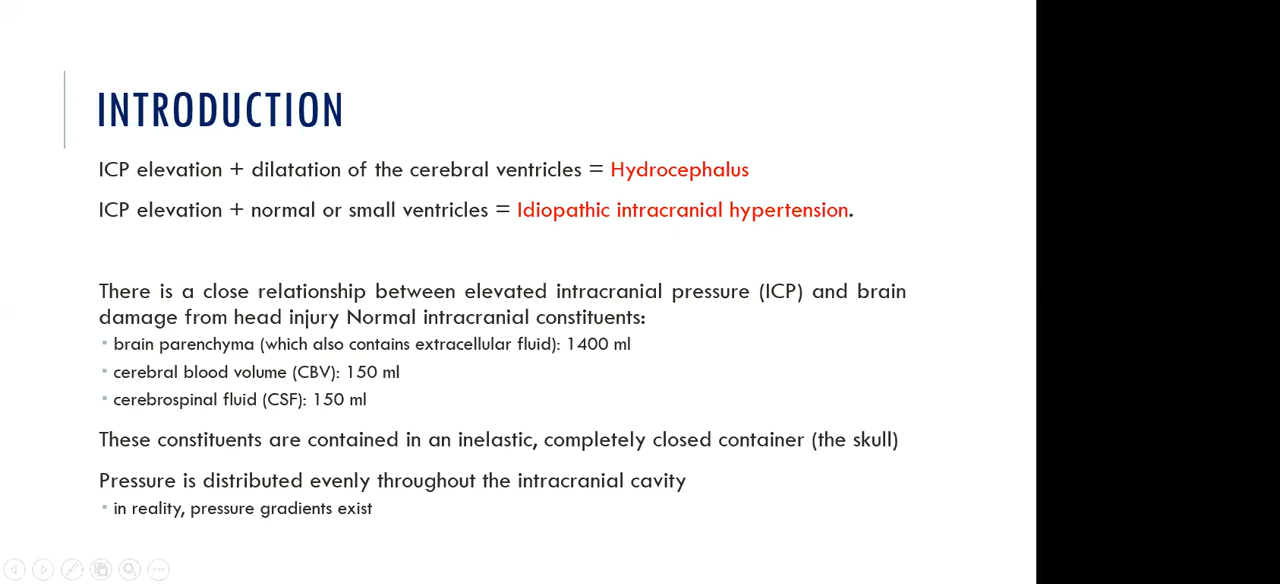 INTRODUCTION
ICP elevation + dilatation of the cerebral ventricles = Hydrocephalus
ICP elevation + normal or small ventricles = Idiopathic intracranial hypertension.
There is a close relationship between elevated intracranial pressure (ICP) and brain
damage from head injury Normal intracranial constituents:
▪ brain parenchyma (which also contains extracellular fluid): 1400 ml
▪ cerebral blood volume (CBV): 150 ml
▪ cerebrospinal fluid (CSF): 150 ml
These constituents are contained in an inelastic, completely closed container (the skull)
Pressure is distributed evenly throughout the intracranial cavity
▪ in reality, pressure gradients exist